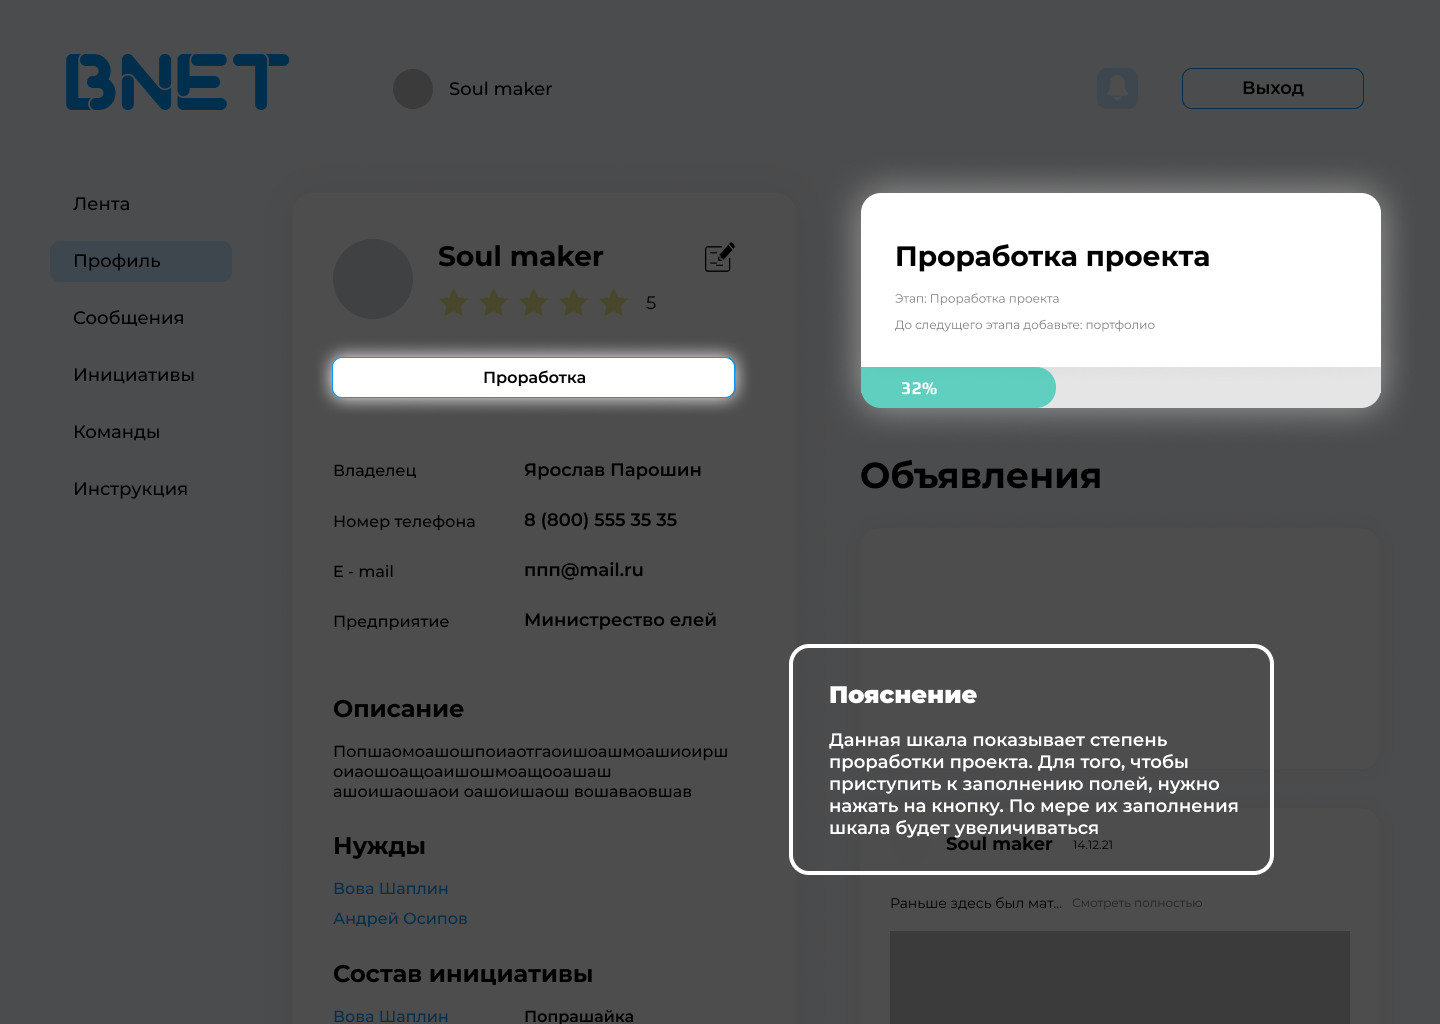 BNET
Soul maker
Выход
Лента
Профиль
Сообщения
Инициативы
Команды
Инструкция
Soul maker
5
Проработка
Владелец Ярослав Парошин
Номер телефона 8 (800) 555 35 35
E - mail ппп@mail.ru
Предприятие Министрество елей
Описание
Попшаомоашошпоиаотгаоишоашмоашиоирш
оиаошоащоаишошмоащооашаш
ашоишаошаои оашоишаош вошаваовшав
Нужды
Вова Шаплин
Андрей Осипов
Состав инициативы
Вова Шаплин Попрашайка
Проработка проекта
Этап: Проработка проекта
До следущего этапа добавьте: портфолио
32%
Объявления
Пояснение
Данная шкала показывает степень
проработки проекта. Для того, чтобы
приступить к заполнению полей, нужно
нажать на кнопку. По мере их заполнения
шкала будет увеличиваться
Soul maker 14.12.21
Раньше здесь был мат... Смотреть полностью